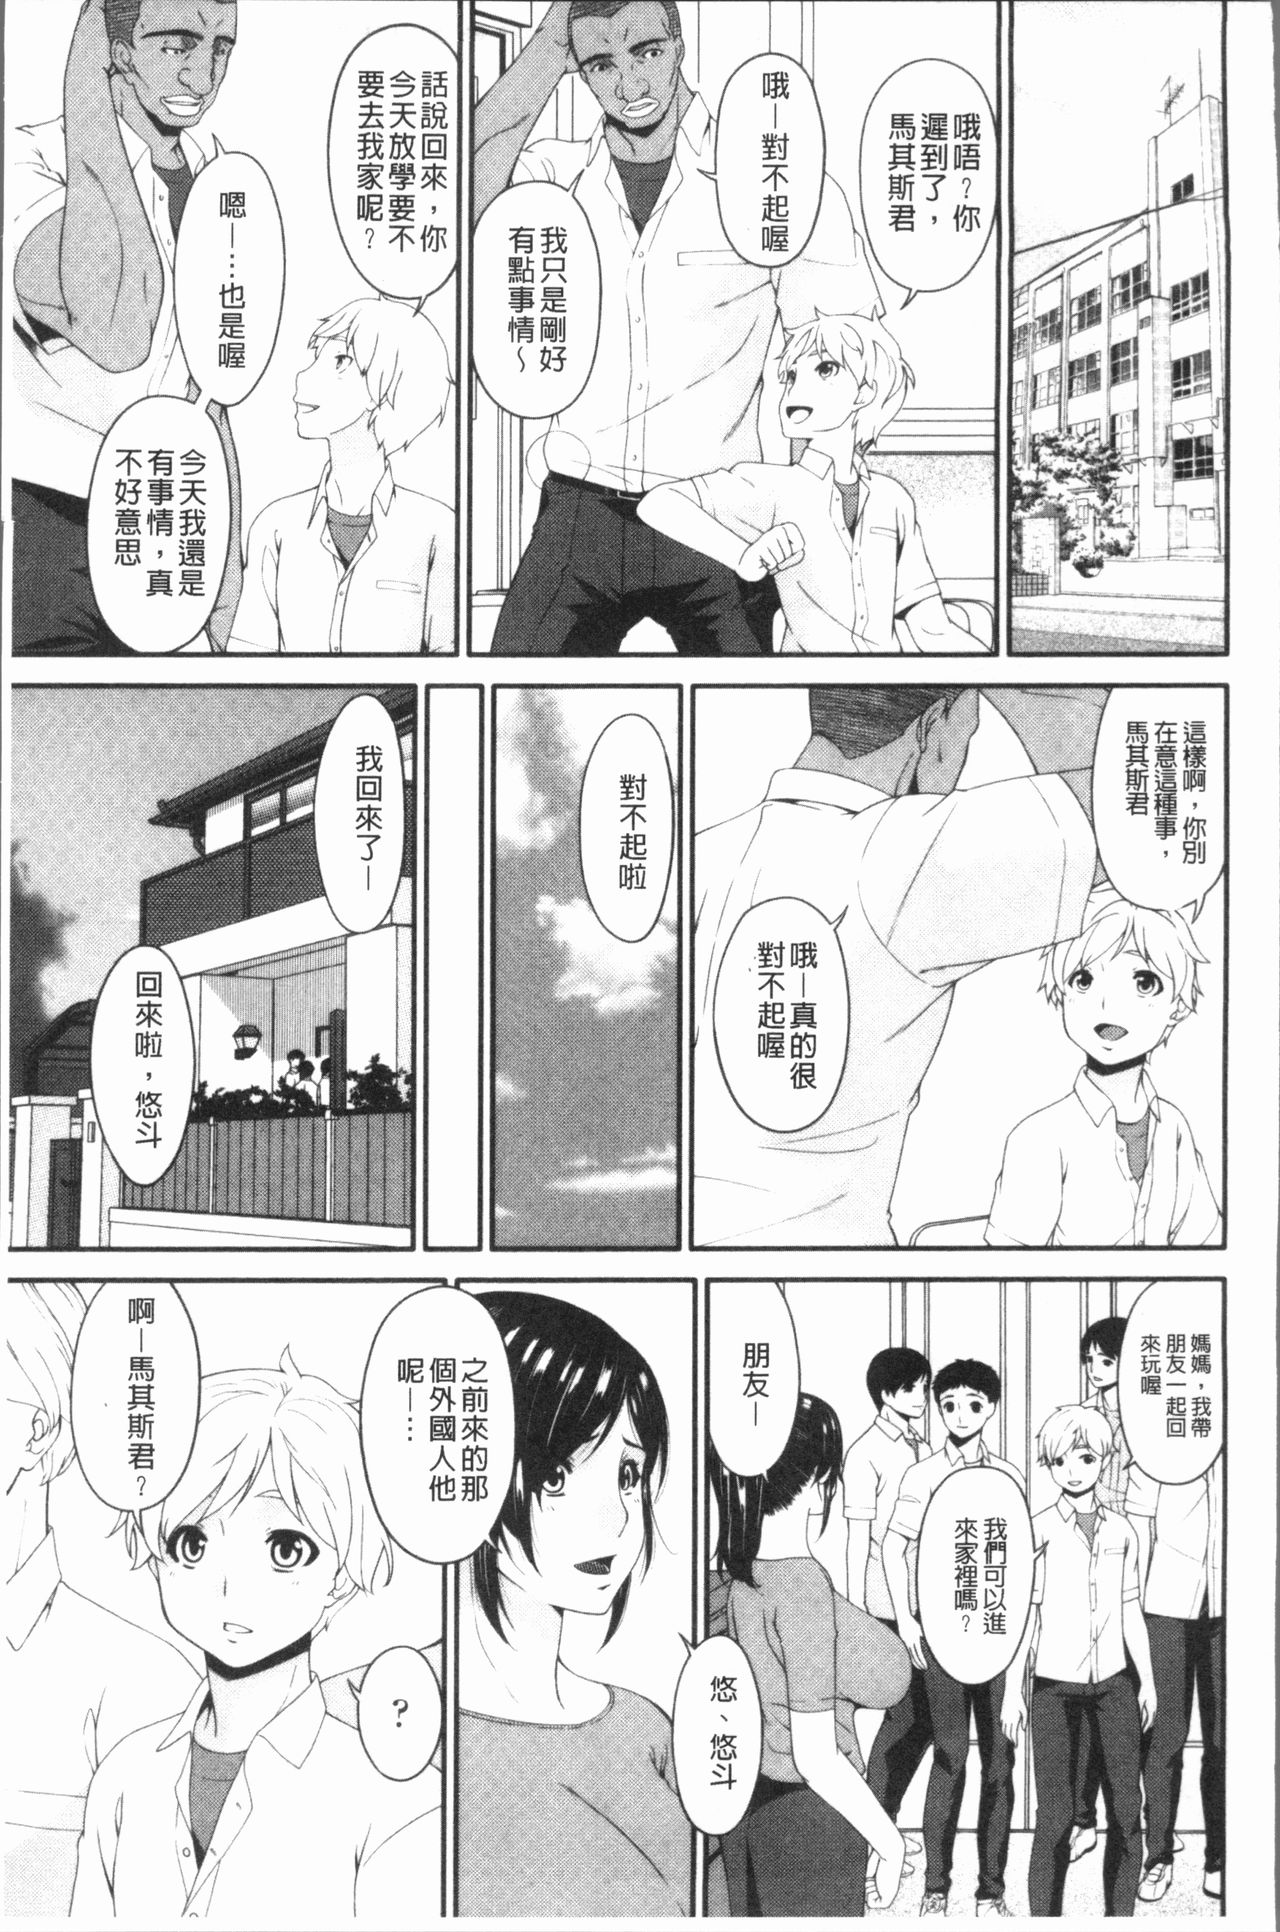 哦唔？你
遲到了，
馬其斯君
哦－對不起喔
我只是剛好
有點事情～
話說回來，你
今天放學要不
要去我家呢？
嗯－…也是喔
今天我還是
有事情，真
不好意思
這樣啊，你別
在意這種事，
馬其斯君
哦－真的很
對不起喔
對不起啦
我回來了－
回來啦，悠斗
媽媽，我帶
朋友一起回
來玩喔
我們可以進
來家裡嗎？
朋友－
悠、悠斗
之前來的那
個外國人他
呢－…
啊－馬其斯君？
？